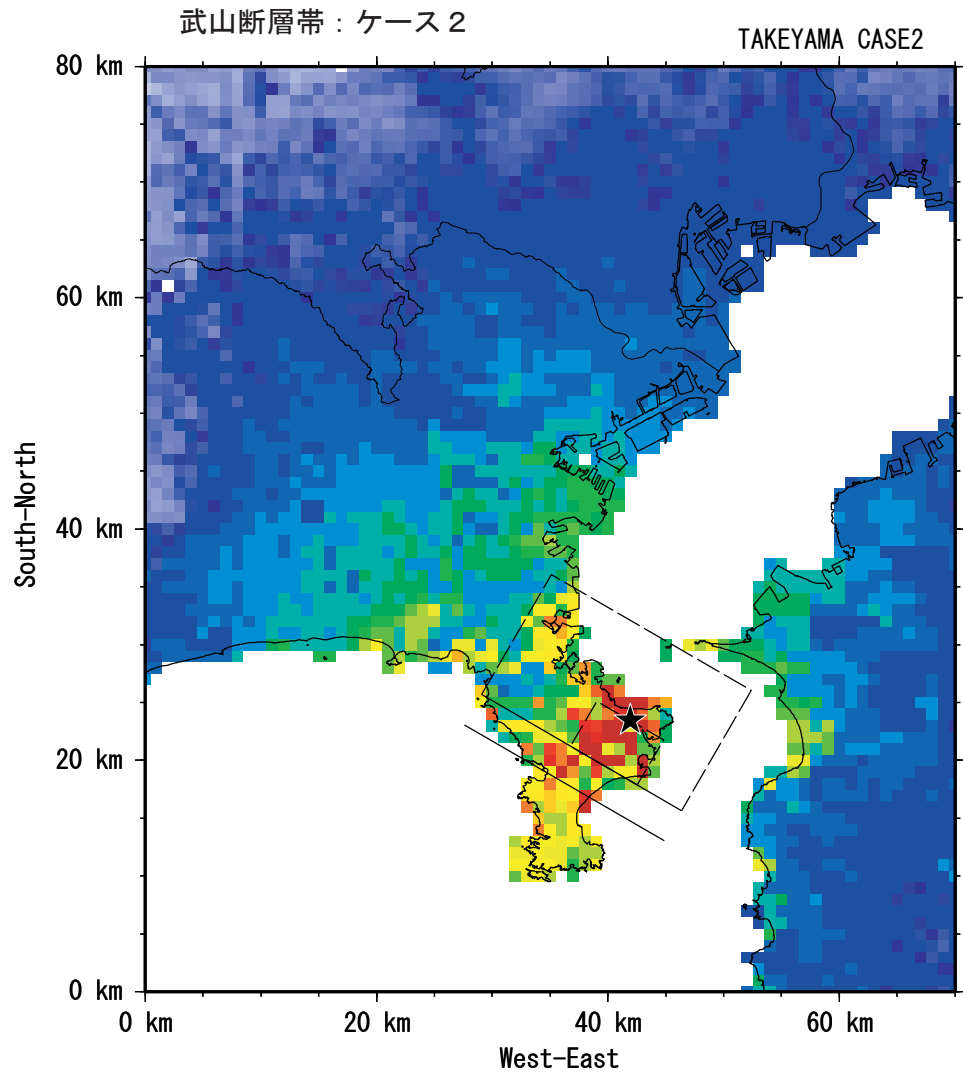 武山断層帯：ケース２
TAKEYAMA CASE2
80 km
60 km
40 km
20 km
0 km
South-North
0 km
20 km
40 km
60 km
West-East